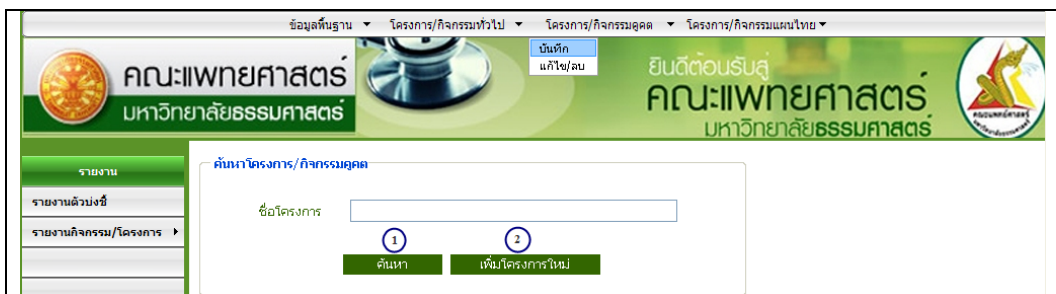 ข้อมูลพื้นฐาน โครงการ/กิจกรรมทั่วไป โครงการ/กิจกรรมคูคต โครงการ/กิจกรรมแผนไทย
บันทึก
แก้ไข/ลบ
คณะแพทยศาสตร์
มหาวิทยาลัยธรรมศาสตร์
ยินดีต้อนรับสู่
คณะแพทยศาสตร์
มหาวิทยาลัยธรรมศาสตร์
รายงาน
รายงานตัวบ่งชี้
รายงานกิจกรรม/โครงการ
ค้นหาโครงการ/กิจกรรมคูคต
ชื่อโครงการ
1 2
ค้นหา เพิ่มโครงการใหม่